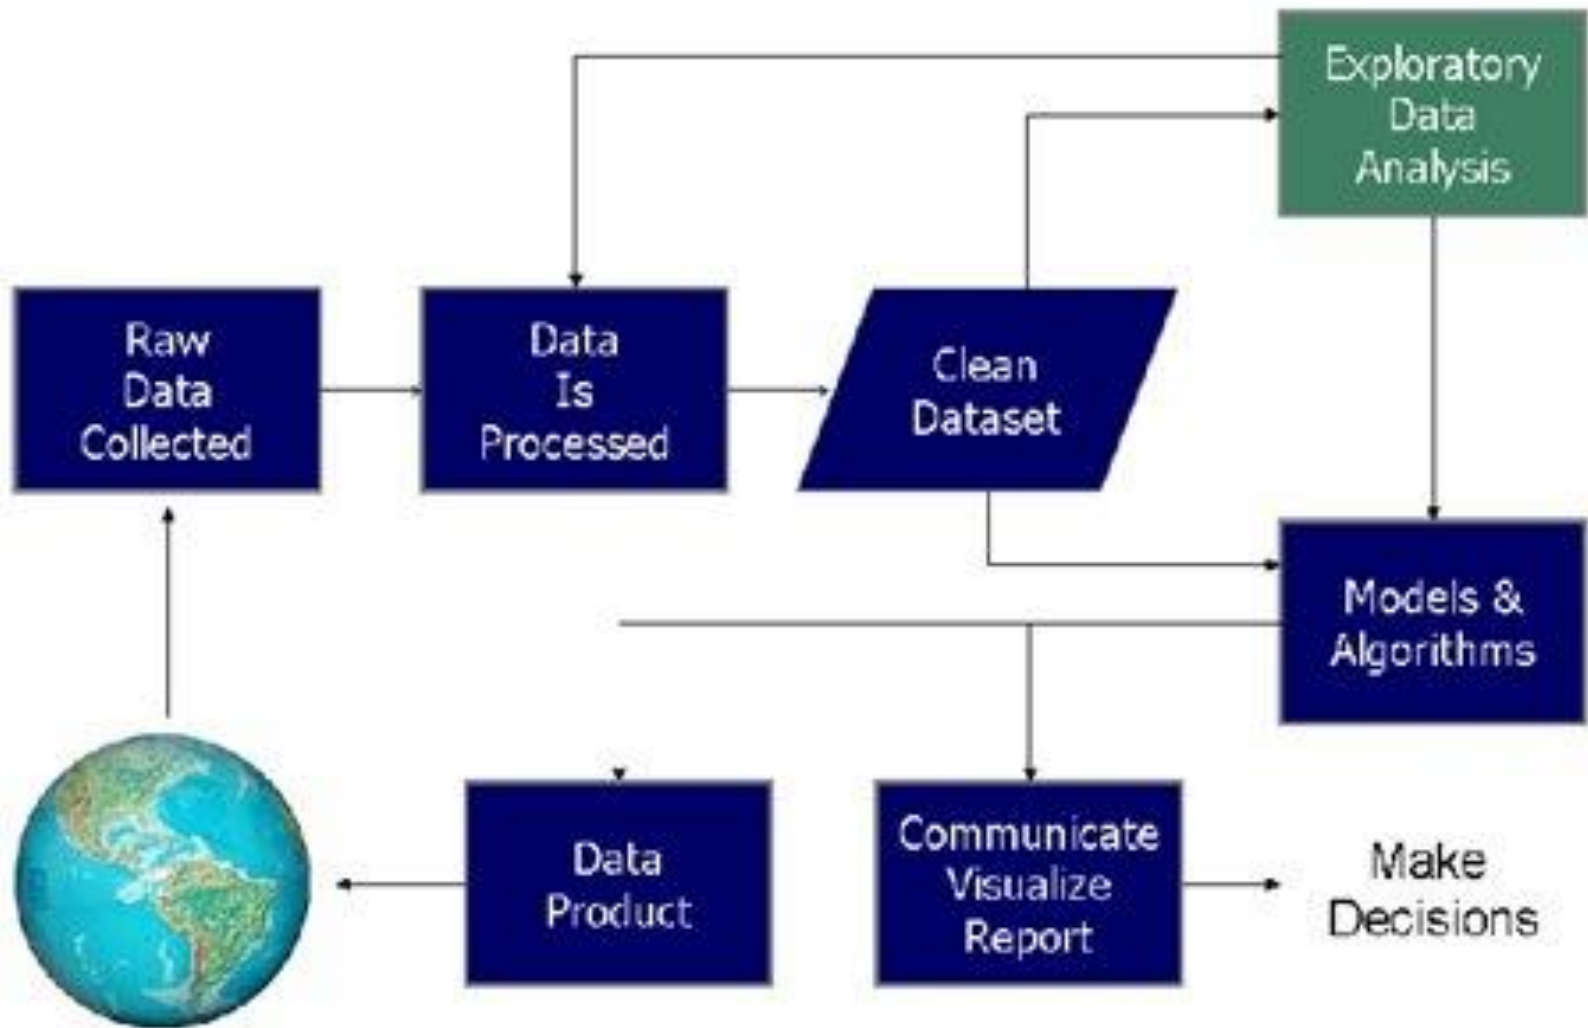 Exploratory
Data
Analysis
Raw
Data
Collected
Data
Is
Processed
Clean
Dataset
Models &
Algorithms
Data
Product
Communicate
Visualize
Report
Make
Decisions